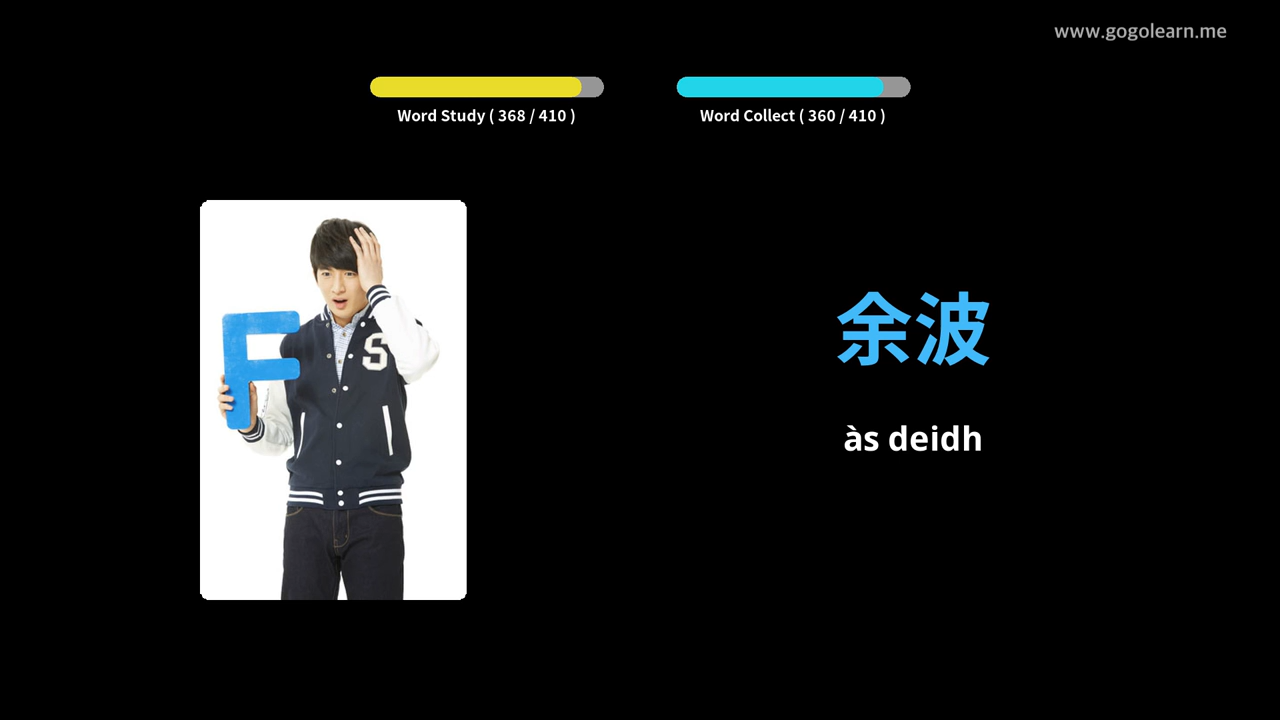 www.gogolearn.me
Word Study ( 368 / 410 )
Word Collect ( 360 / 410 )
F
S
余波
às deidh